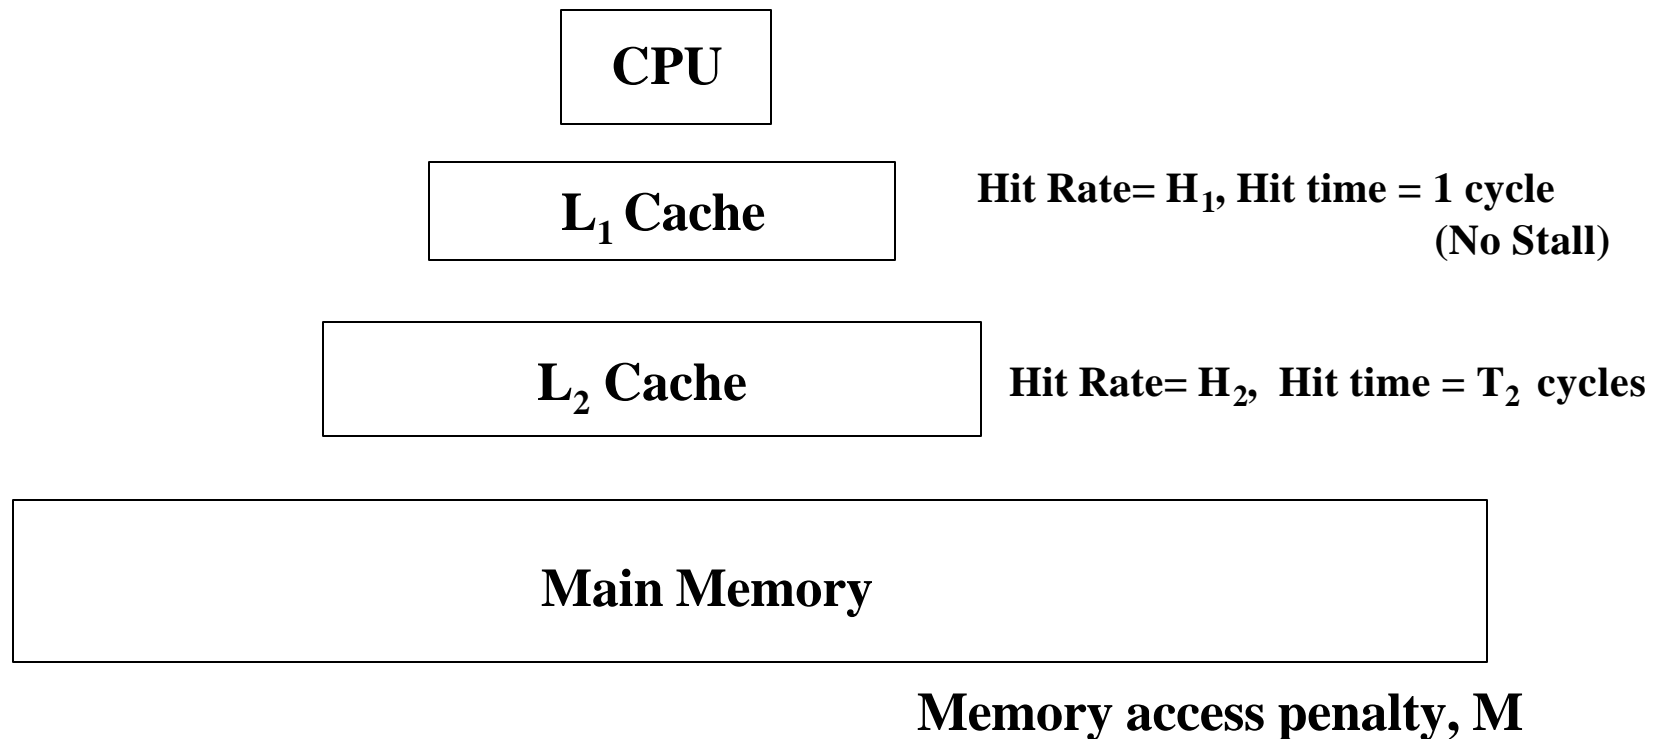 CPU
L1 Cache
Hit Rate= H1, Hit time = 1 cycle
(No Stall)
L2 Cache
Hit Rate= H2, Hit time = T2 cycles
Main Memory
Memory access penalty, M